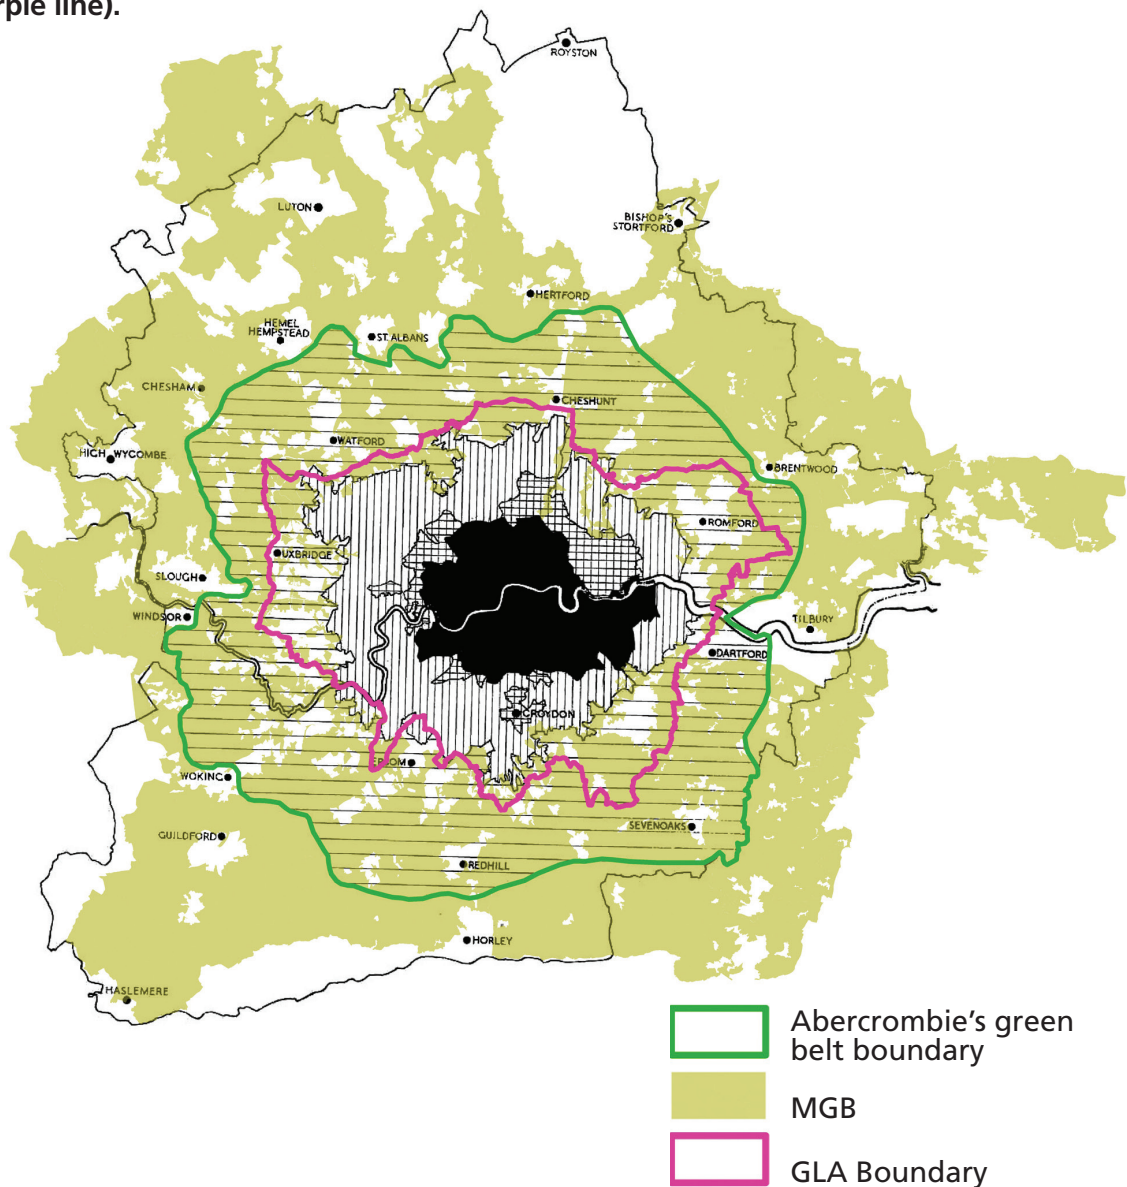 rple line).
ROYSTON
LUTON
BISHOP'S
STORTFORD
HERTFORD
HEMEL
HEMPSTEAD
ST. ALBANS
CHESHAM
CHESHUNT
WATFORD
HIGH WYCOMBE
BRENTWOOD
ROMFORD
UXBRIDGE
SLOUGH
WINDSOR
TILBURY
DARTFORD
CROYDON
EPSOM
WOKING
SEVENOAKS
GUILDFORD
REDHILL
HORLEY
HASLEMERE
Abercrombie's green
belt boundary
MGB
GLA Boundary